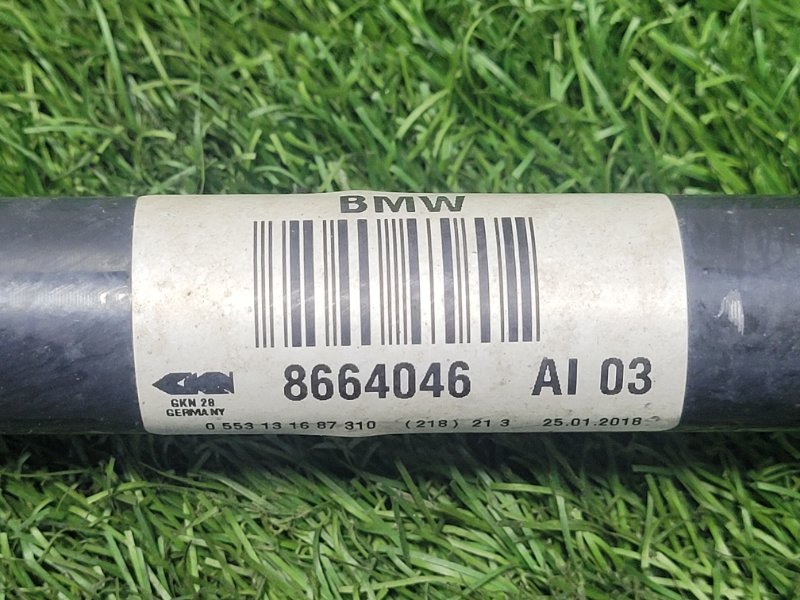 BMW
8664046 AI 03
GKN
GKN 28
GERMANY
0 553 13 16 87 310 (218) 21 3 25.01.2018